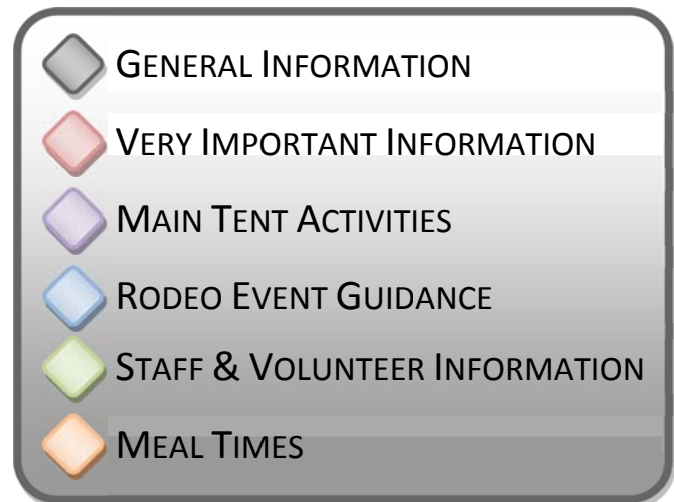 GENERAL INFORMATION
VERY IMPORTANT INFORMATION
MAIN TENT ACTIVITIES
RODEO EVENT GUIDANCE
STAFF & VOLUNTEER INFORMATION
MEAL TIMES